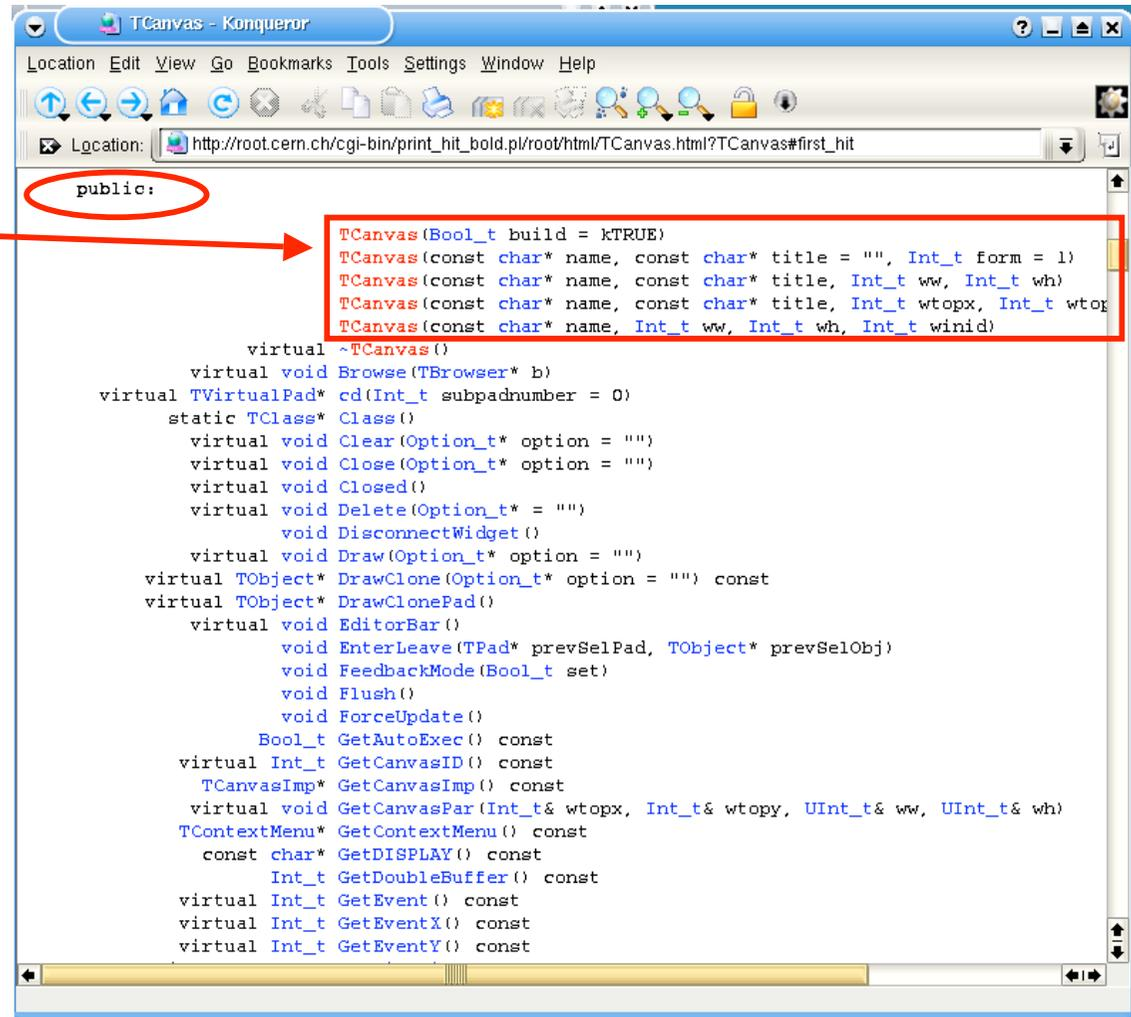 TCanvas - Konqueror
Location Edit View Go Bookmarks Tools Settings Window Help
Location: http://root.cern.ch/cgi-bin/print_hit_bold.pl/root/html/TCanvas.html?TCanvas#first_hit
public:
TCanvas(Bool_t build = kTRUE)
TCanvas(const char* name, const char* title = "", Int_t form = 1)
TCanvas(const char* name, const char* title, Int_t ww, Int_t wh)
TCanvas(const char* name, const char* title, Int_t wtopx, Int_t wtop
TCanvas(const char* name, Int_t ww, Int_t wh, Int_t winid)
virtual ~TCanvas()
virtual void Browse(TBrowser* b)
virtual TVirtualPad* cd(Int_t subpadnumber = 0)
static TClass* Class()
virtual void Clear(Option_t* option = "")
virtual void Close(Option_t* option = "")
virtual void Closed()
virtual void Delete(Option_t* = "")
void DisconnectWidget()
virtual void Draw(Option_t* option = "")
virtual TObject* DrawClone(Option_t* option = "") const
virtual TObject* DrawClonePad()
virtual void EditorBar()
void EnterLeave(TPad* prevSelPad, TObject* prevSelObj)
void FeedbackMode(Bool_t set)
void Flush()
void ForceUpdate()
Bool_t GetAutoExec() const
virtual Int_t GetCanvasID() const
TCanvasImp* GetCanvasImp() const
virtual void GetCanvasPar(Int_t& wtopx, Int_t& wtopy, UInt_t& ww, UInt_t& wh)
TContextMenu* GetContextMenu() const
const char* GetDISPLAY() const
Int_t GetDoubleBuffer() const
virtual Int_t GetEvent() const
virtual Int_t GetEventX() const
virtual Int_t GetEventY() const